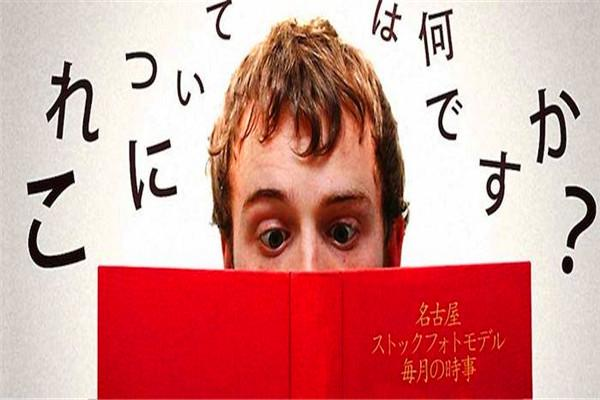 これについては何ですか？
名古屋
ストックフォトモデル
毎月の時事